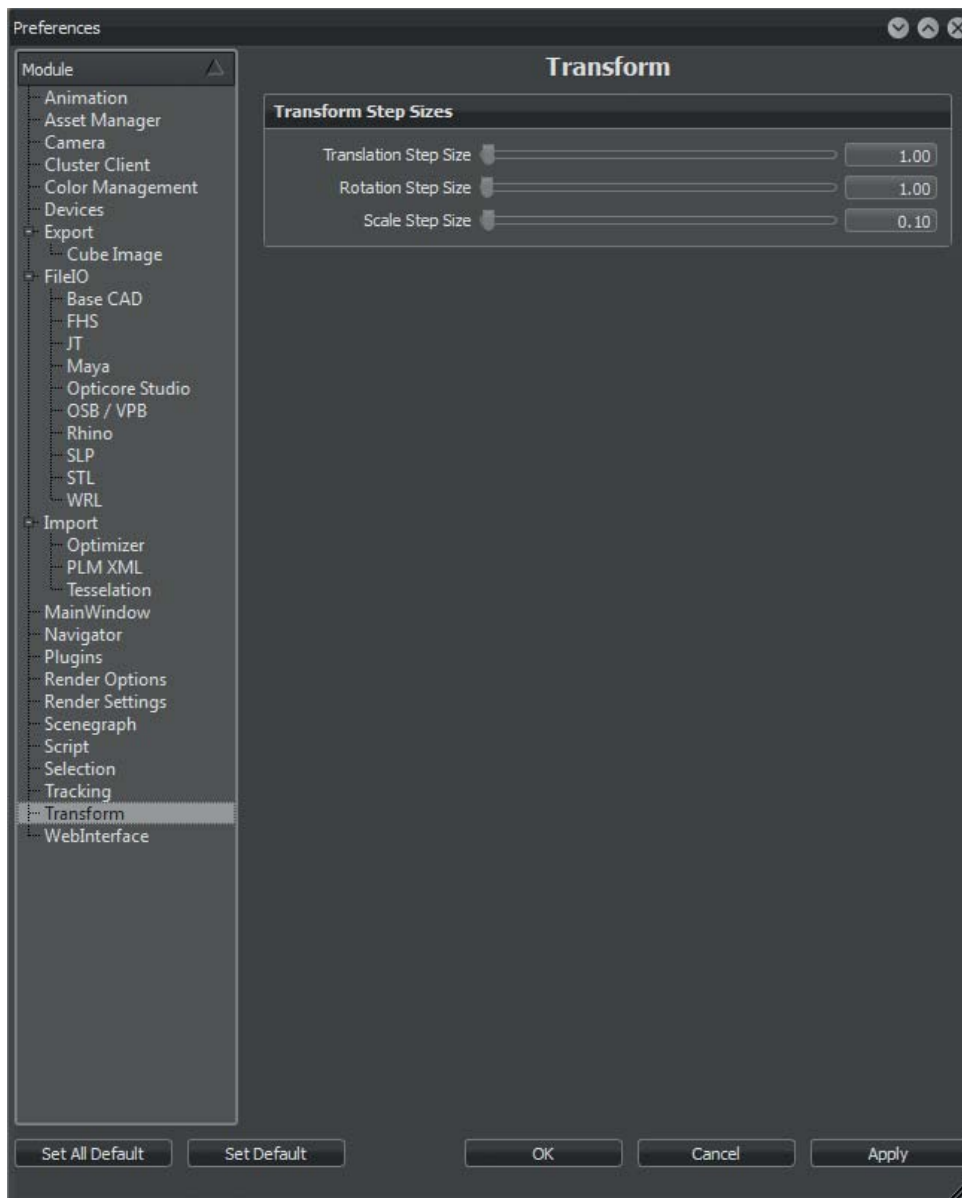 Preferences
Module
Animation
Asset Manager
Camera
Cluster Client
Color Management
Devices
Export
Cube Image
FileIO
Base CAD
FHS
JT
Maya
Opticore Studio
OSB / VPB
Rhino
SLP
STL
WRL
Import
Optimizer
PLM XML
Tesselation
MainWindow
Navigator
Plugins
Render Options
Render Settings
Scenegraph
Script
Selection
Tracking
Transform
WebInterface
Transform
Transform Step Sizes
Translation Step Size 1.00
Rotation Step Size 1.00
Scale Step Size 0.10
Set All Default Set Default OK Cancel Apply